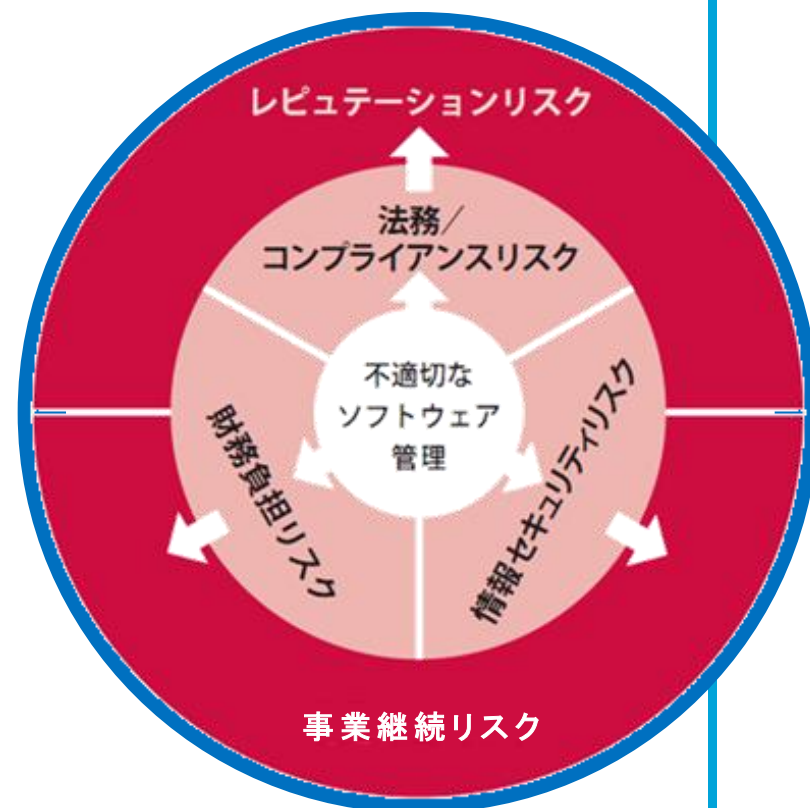 レピュテーションリスク
法務／
コンプライアンスリスク
不適切な
ソフトウェア
管理
財務負担リスク
情報セキュリティリスク
事業継続リスク